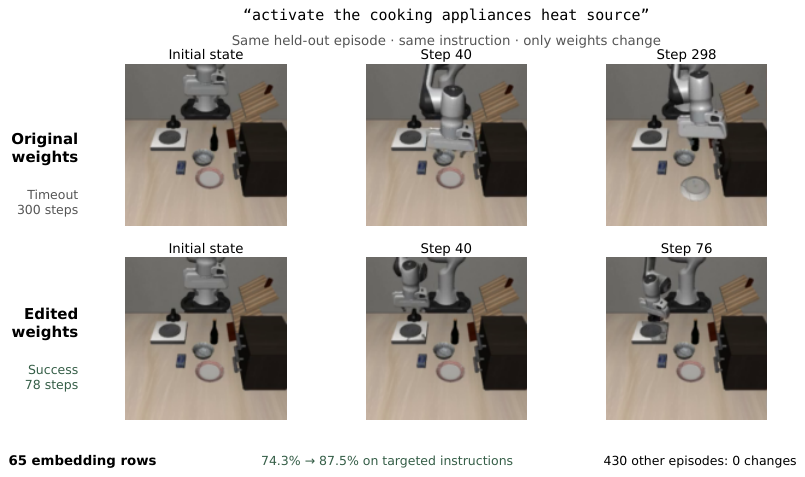 “activate the cooking appliances heat source”
Same held-out episode · same instruction · only weights change
Initial state
Step 40
Step 298
Original
weights
Timeout
300 steps
Initial state
Step 40
Step 76
Edited
weights
Success
78 steps
65 embedding rows
74.3% → 87.5% on targeted instructions
430 other episodes: 0 changes